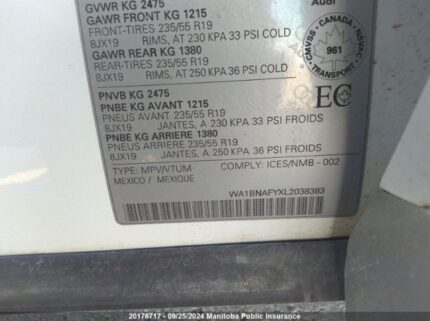 GVWR KG 2475
GAWR FRONT KG 1215
FRONT-TIRES 235/55 R19
8JX19 RIMS, AT 230 KPA 33 PSI COLD
GAWR REAR KG 1380
REAR-TIRES 235/55 R19
8JX19 RIMS, AT 250 KPA 36 PSI COLD
PNVB KG 2475
PNBE KG AVANT 1215
PNEUS AVANT 235/55 R19
8JX19 JANTES, A 230 KPA 33 PSI FROIDS
PNBE KG ARRIERE 1380
PNEUS ARRIERE 235/55 R19
8JX19 JANTES, A 250 KPA 36 PSI FROIDS
TYPE: MPV/VTUM COMPLY: ICES/NMB - 002
MEXICO / MEXIQUE
WA1BNAFYXL2038383
Audi
CMVSS - CANADA - NSVAC
961
TRANSPORT
EC
20176717 - 09/25/2024 Manitoba Public Insurance